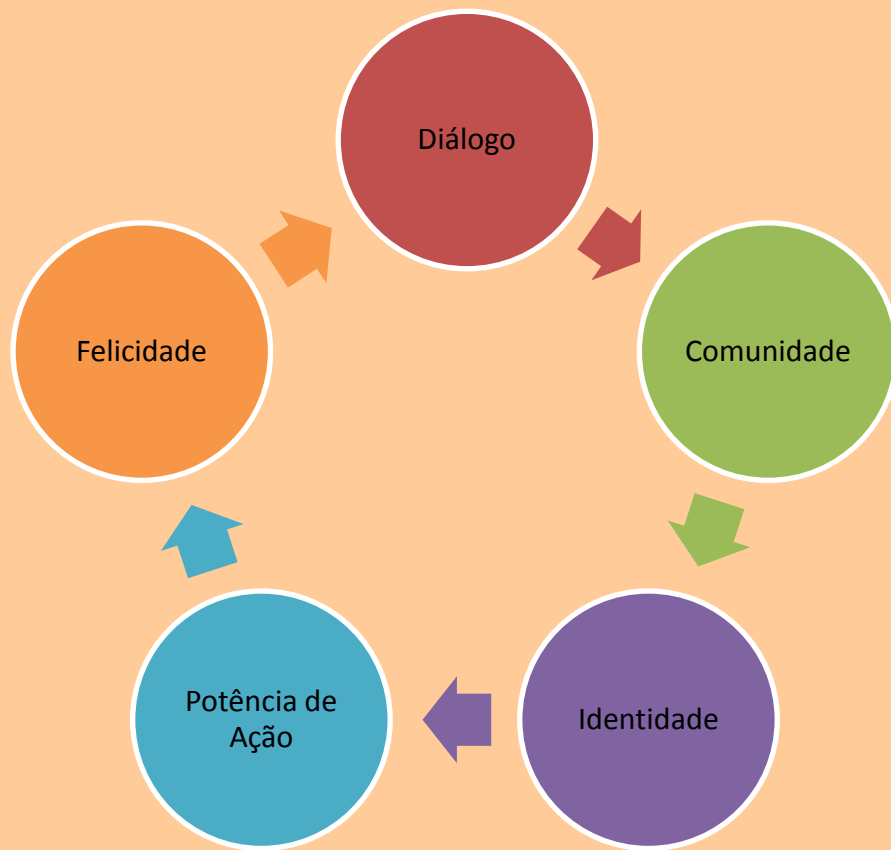 Diálogo
Comunidade
Identidade
Potência de
Ação
Felicidade